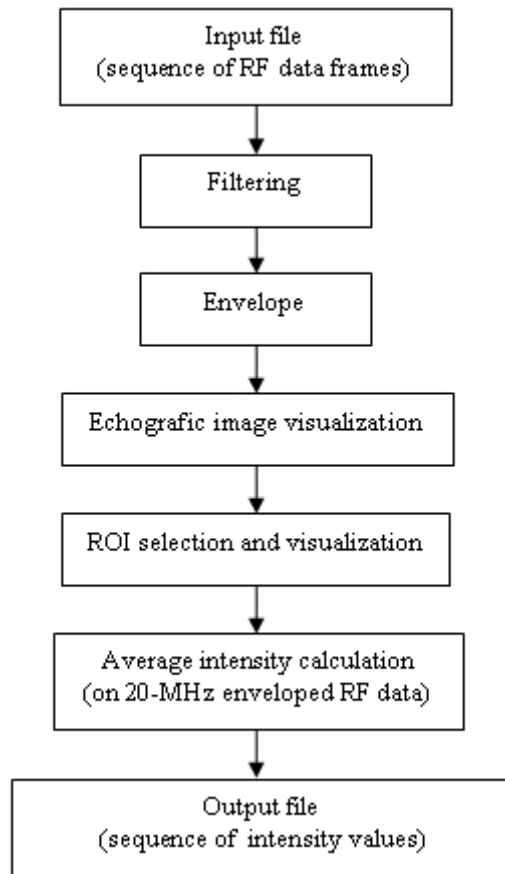 Input file
(sequence of RF data frames)
Filtering
Envelope
Echografic image visualization
ROI selection and visualization
Average intensity calculation
(on 20-MHz enveloped RF data)
Output file
(sequence of intensity values)